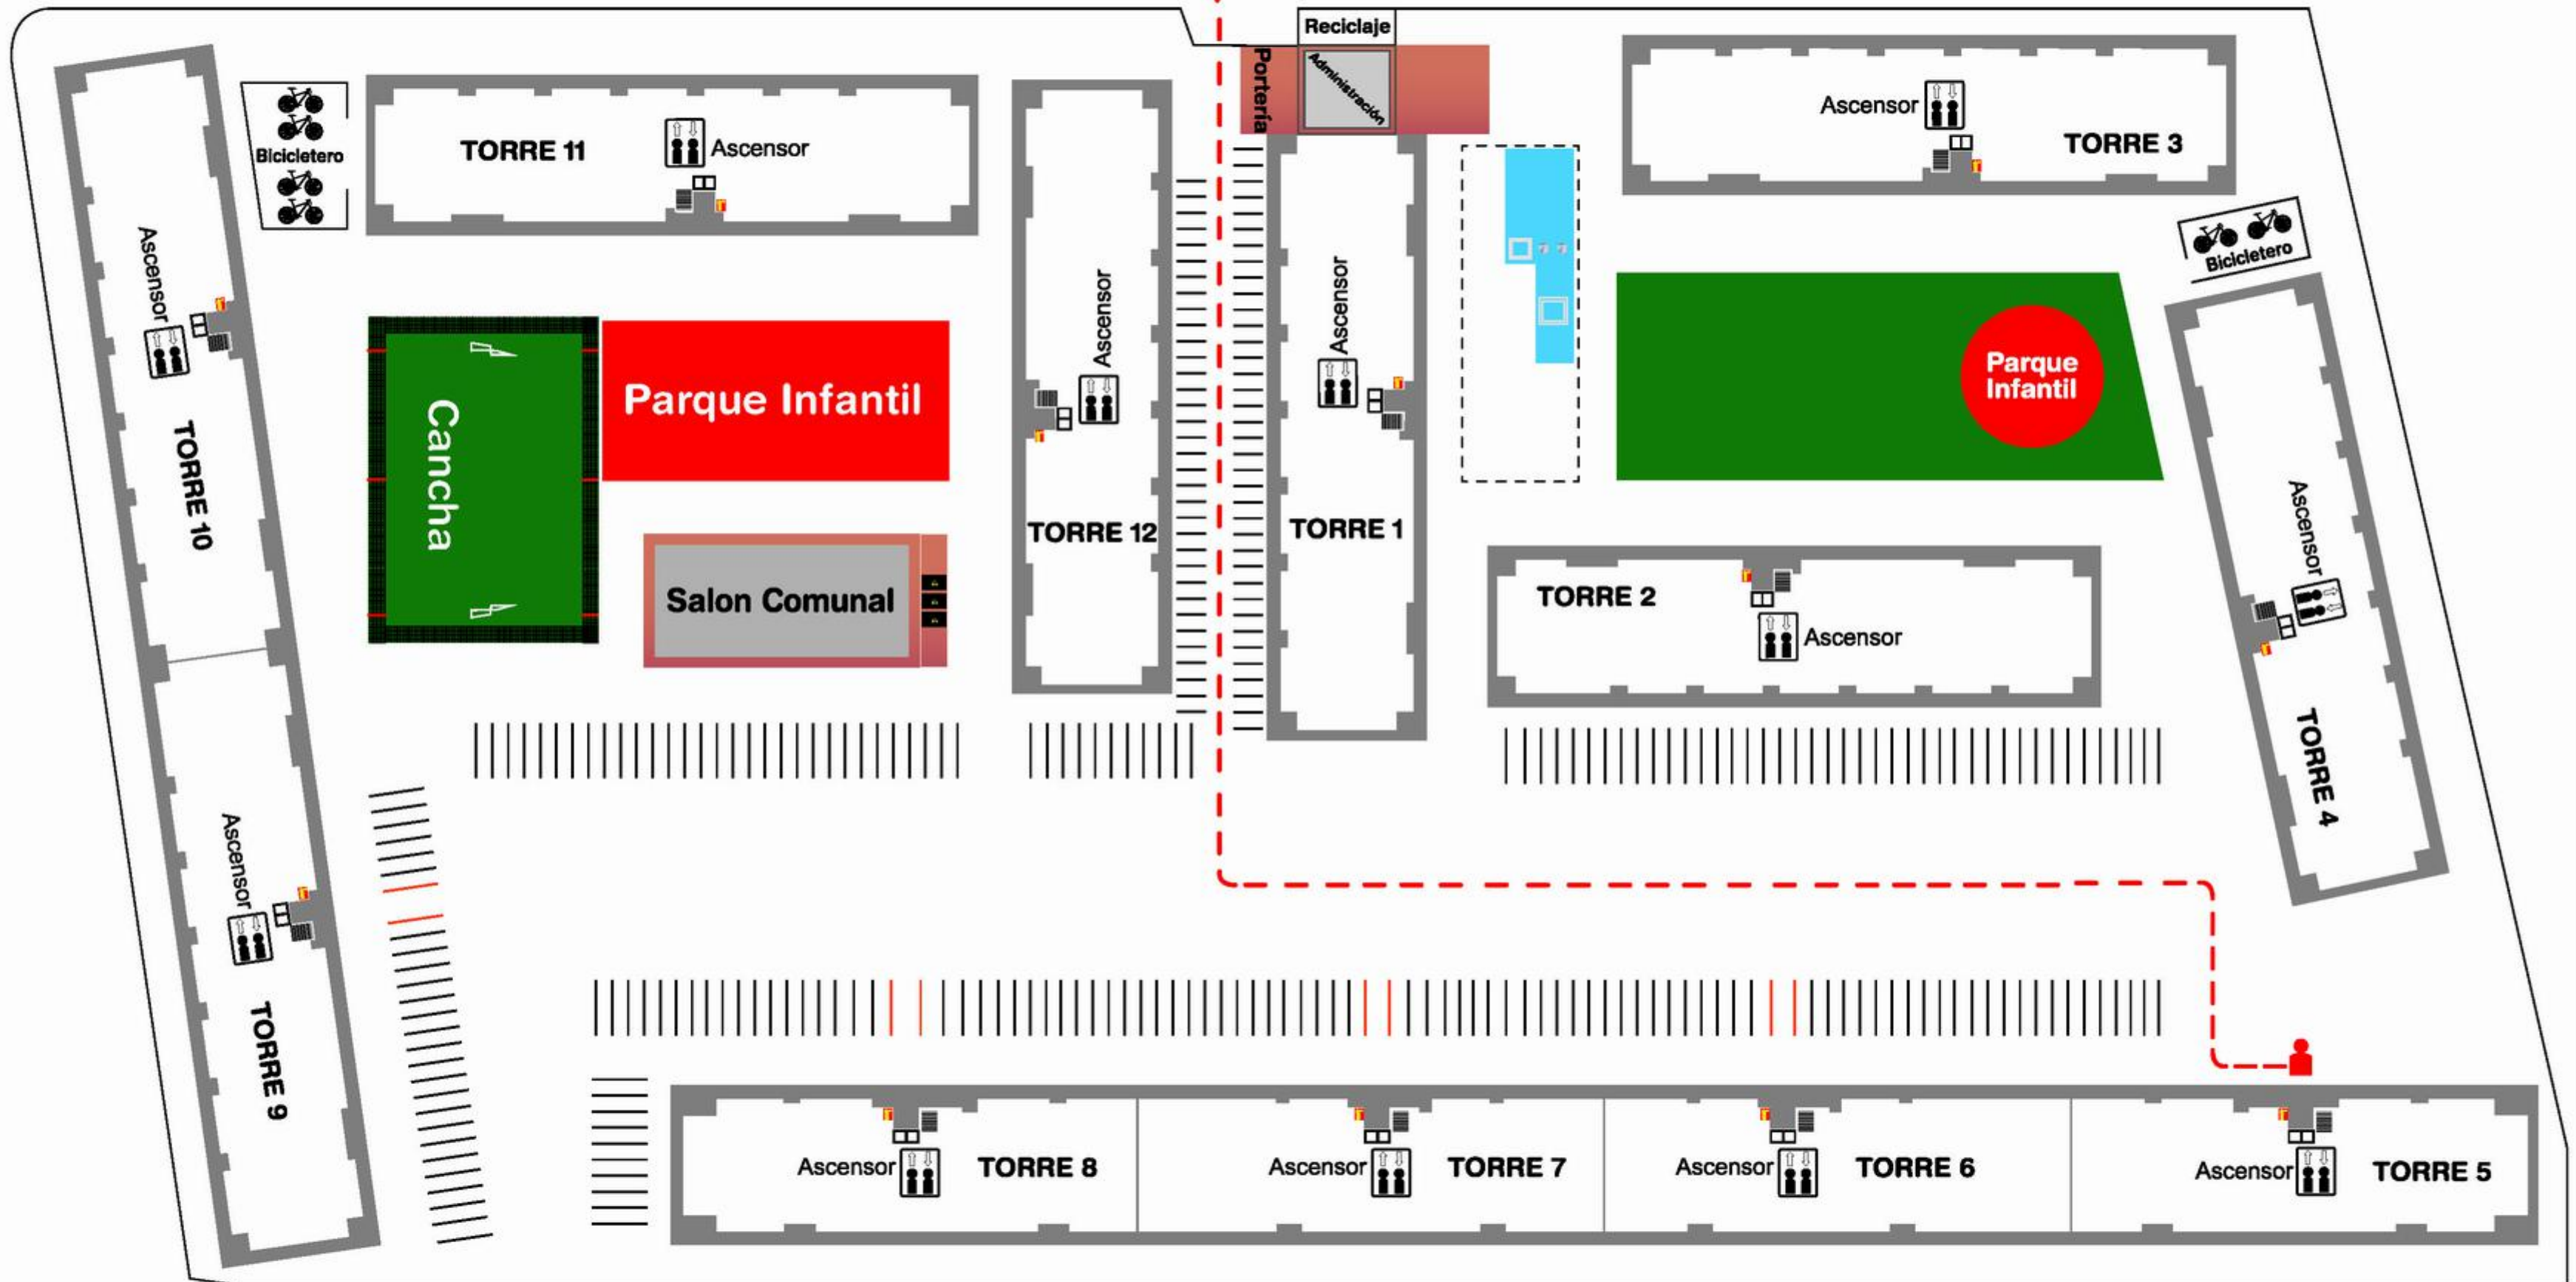 Reciclaje
Portería
Administración
Bicicletero
TORRE 11
Ascensor
Ascensor
TORRE 3
Bicicletero
Ascensor
TORRE 10
Cancha
Parque Infantil
Salon Comunal
Ascensor
TORRE 12
Ascensor
TORRE 1
Parque
Infantil
TORRE 2
Ascensor
Ascensor
TORRE 4
Ascensor
TORRE 9
Ascensor
TORRE 8
Ascensor
TORRE 7
Ascensor
TORRE 6
Ascensor
TORRE 5